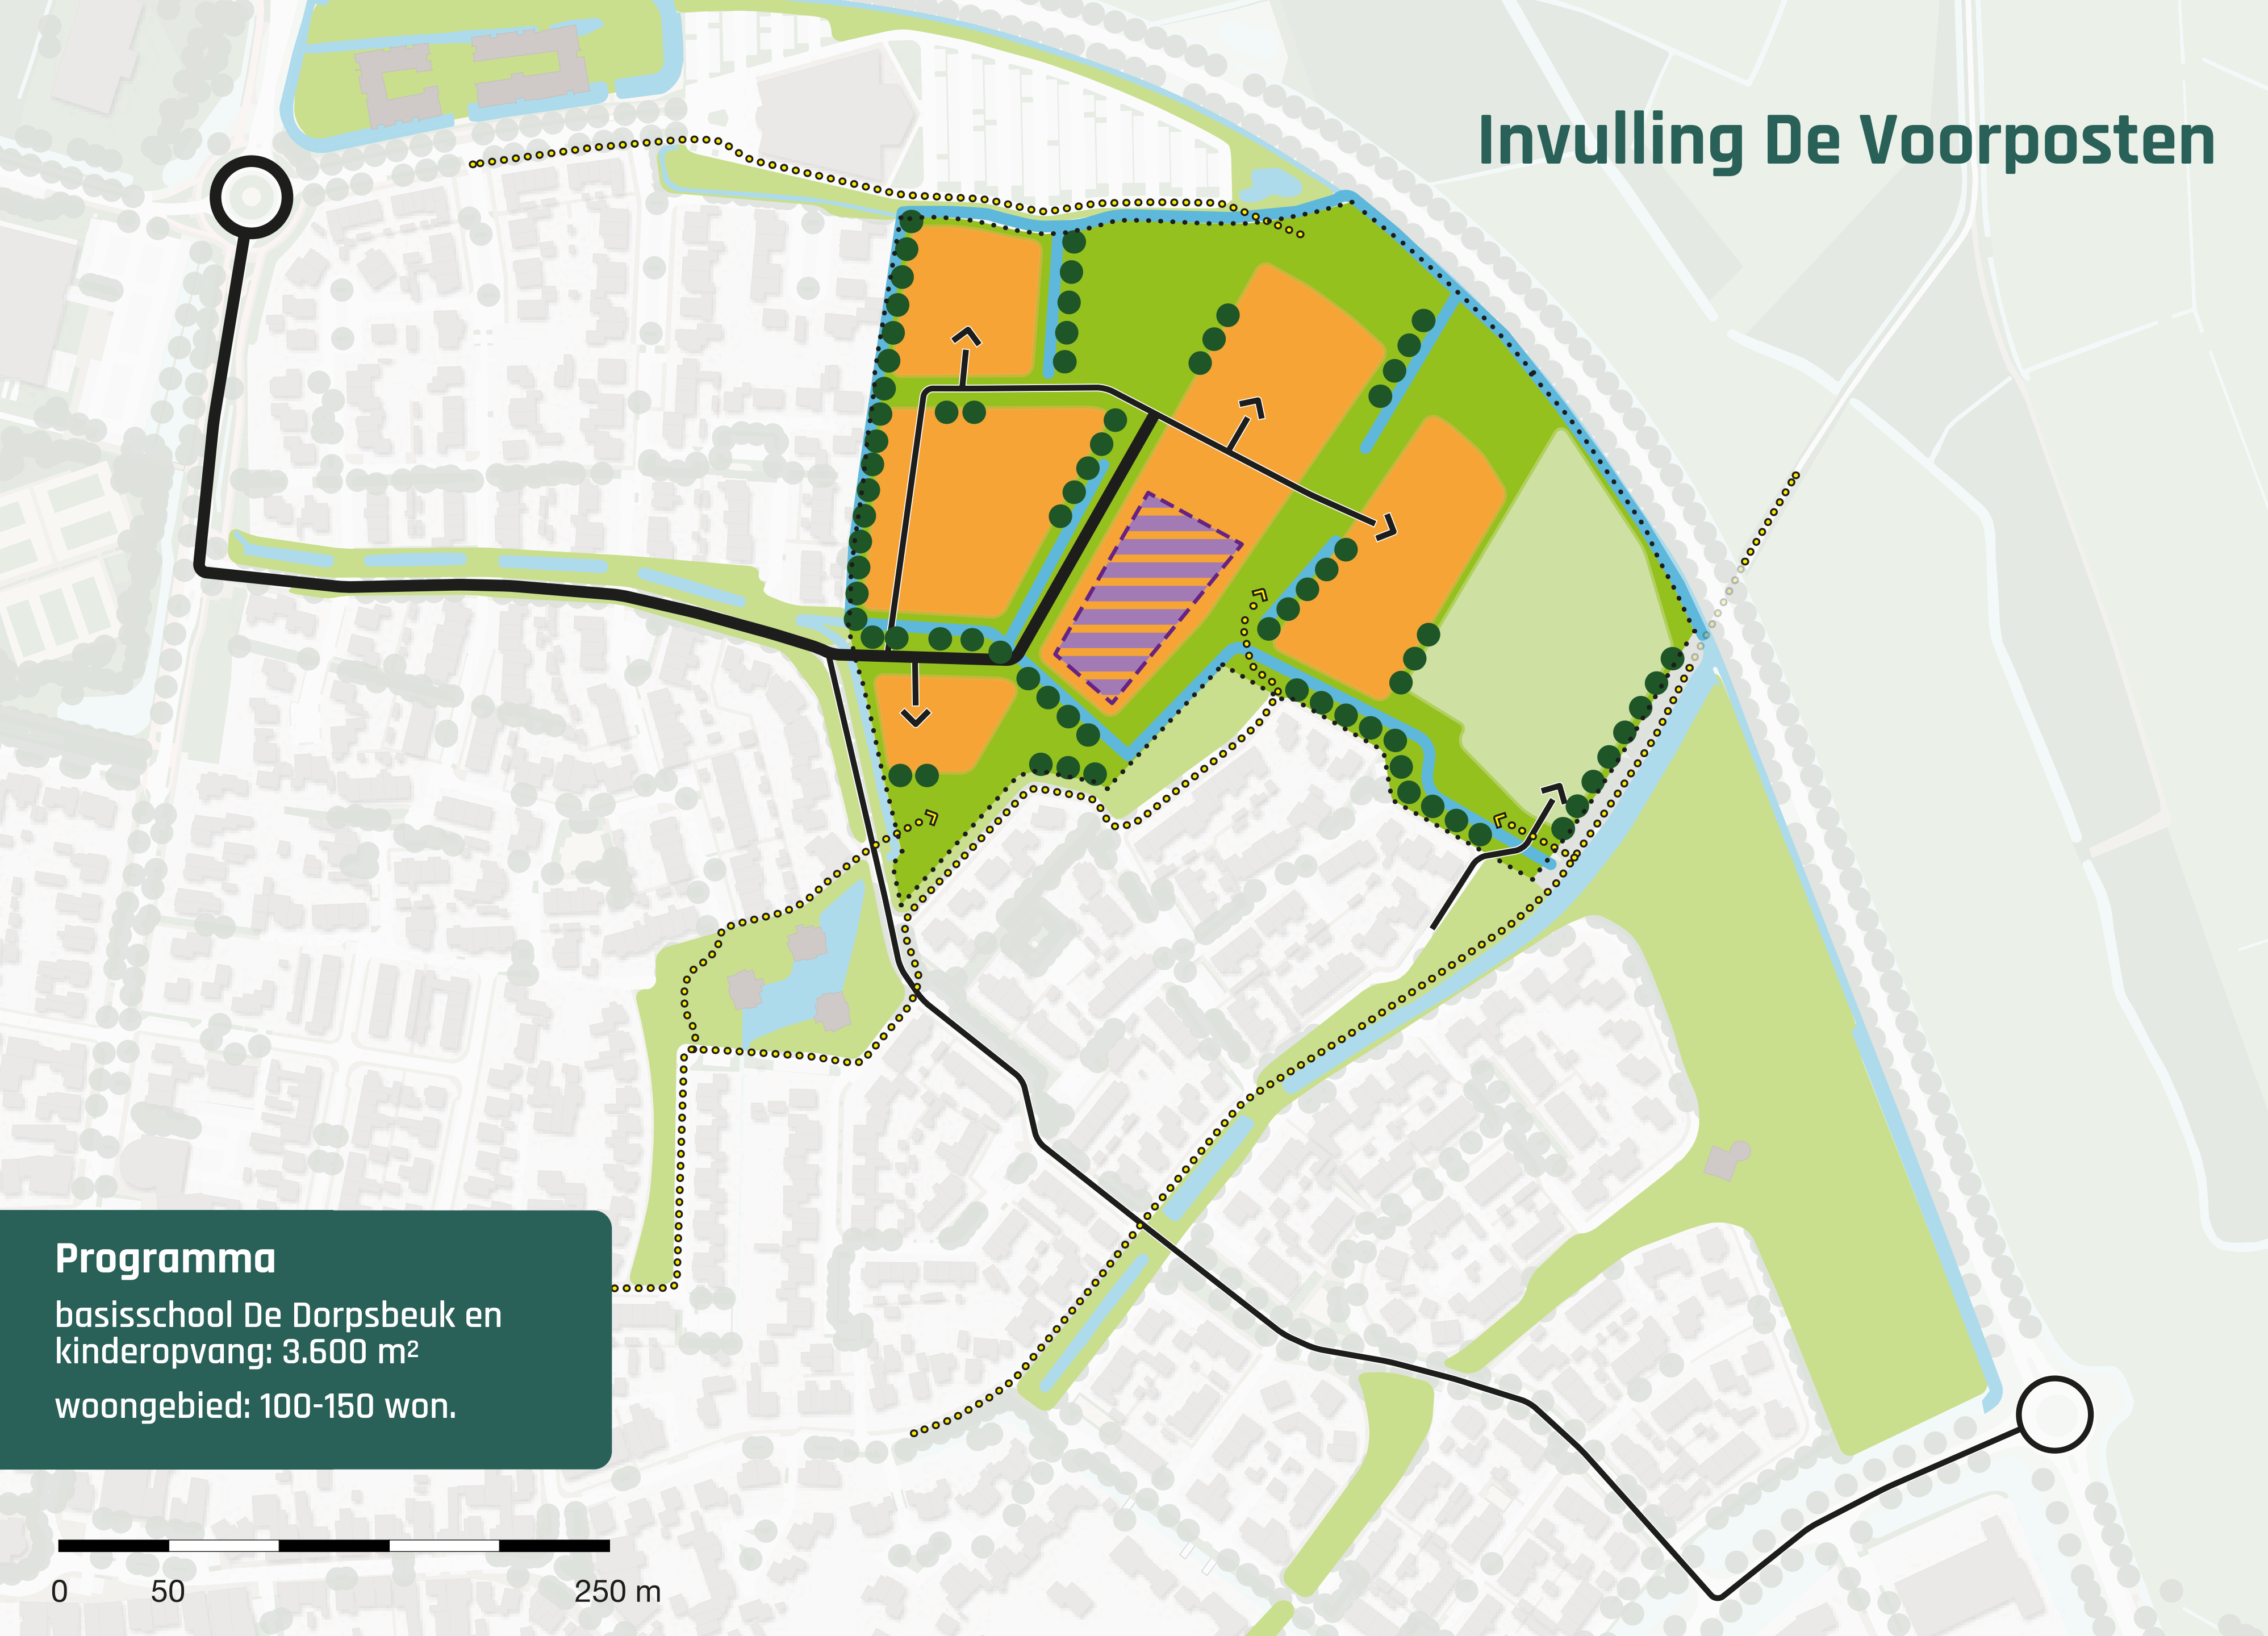 Invulling De Voorposten
Programma
basisschool De Dorpsbeuk en
kinderopvang: 3.600 m²
woongebied: 100-150 won.
0 50 250 m